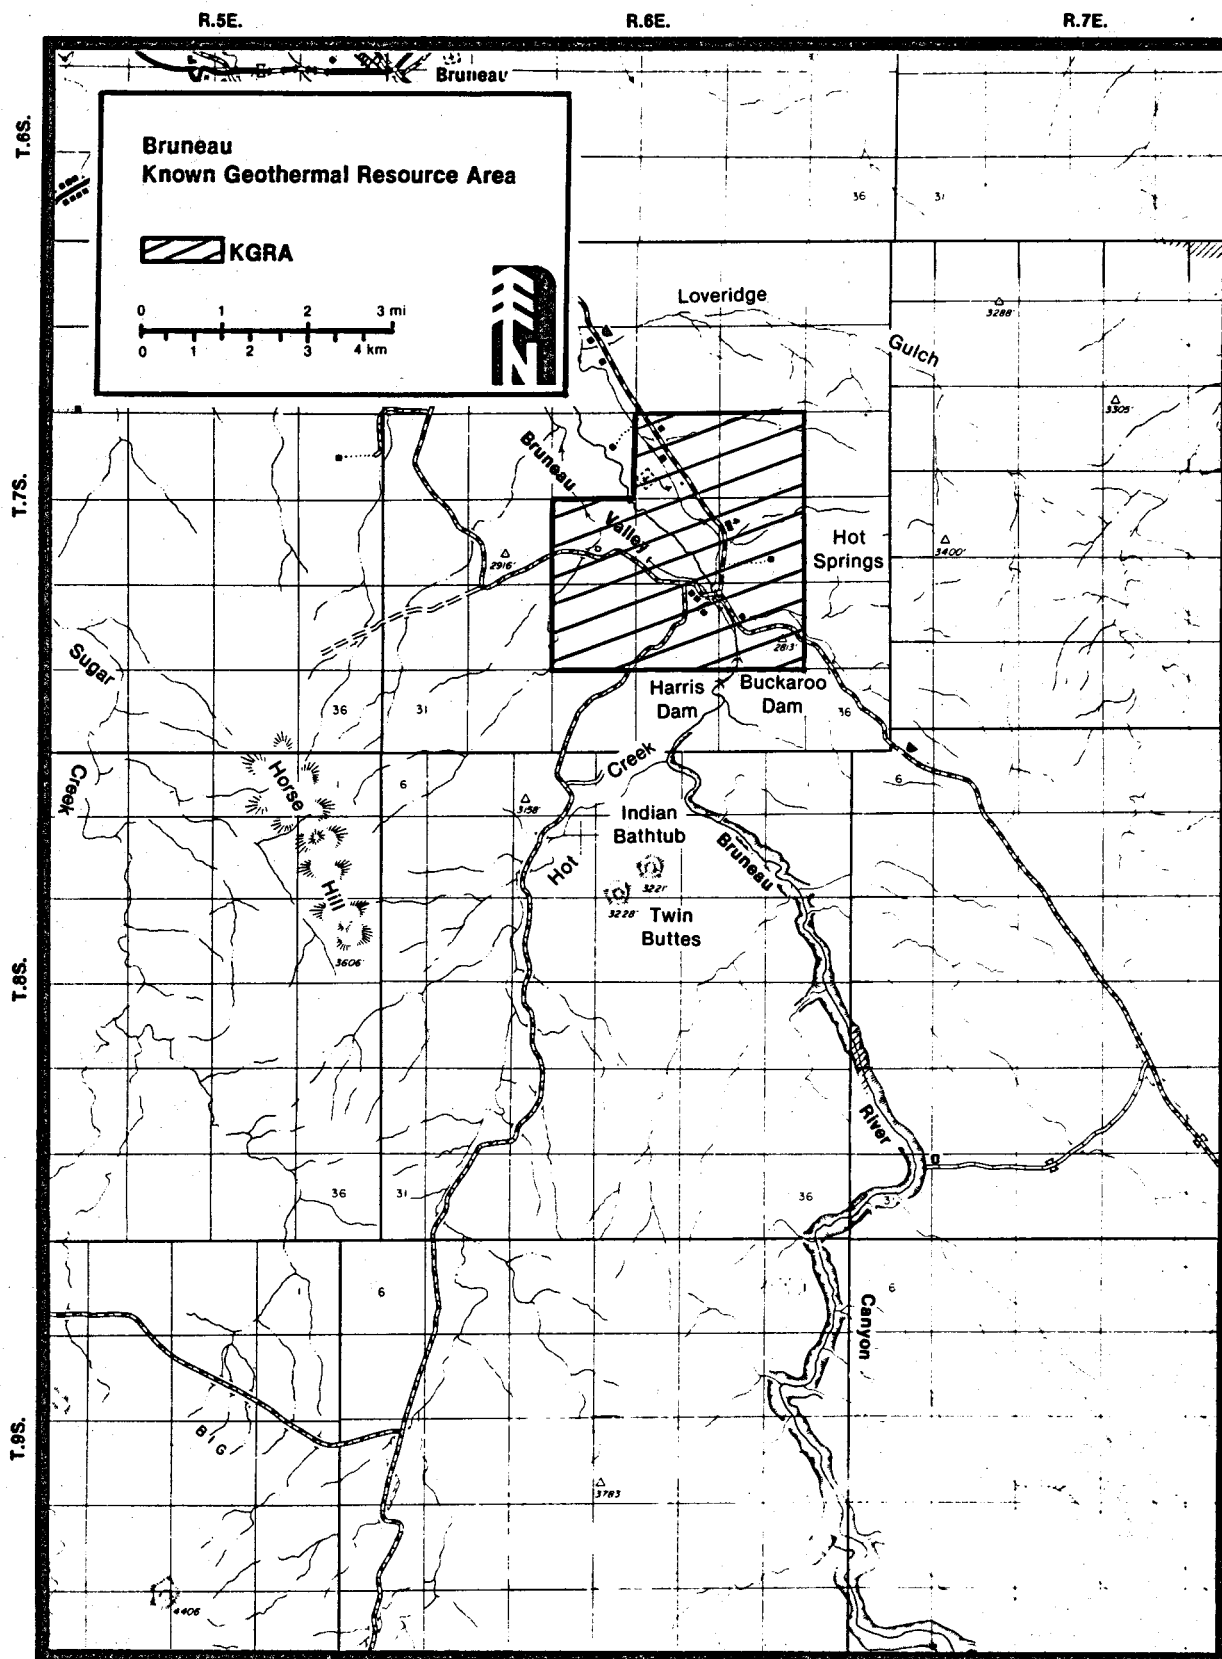 R.5E.
R.6E.
R.7E.
T.6S.
T.7S.
T.8S.
T.9S.
Bruneau
Bruneau
Known Geothermal Resource Area
KGRA
0 1 2 3 mi
0 1 2 3 4 km
N
36
31
Loveridge
Gulch
3288'
3305'
3400'
Bruneau
Valley
Hot
Springs
2916'
2813'
Sugar
Creek
36
31
Harris
Dam
Buckaroo
Dam
36
6
6
Horse
Hill
3606'
3158'
Hot
Creek
Indian
Bathtub
3221'
3228'
Twin
Buttes
Bruneau
River
Canyon
36
31
36
31
6
1
6
BIG
3783
4406